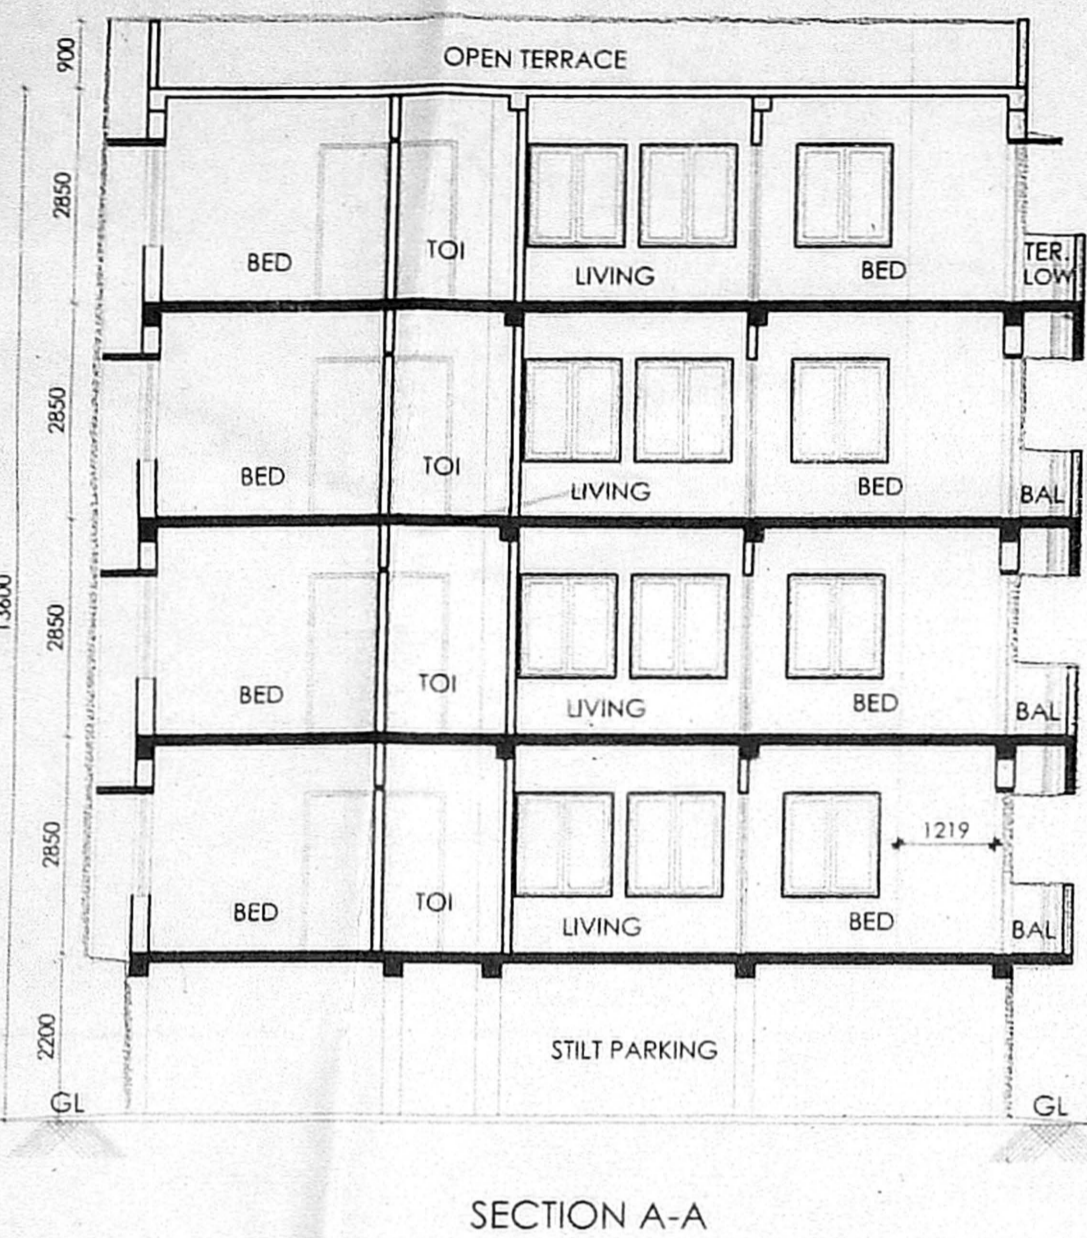 900
OPEN TERRACE
2850
BED
TOI
LIVING
BED
TER.
LOW
2850
BED
TOI
LIVING
BED
BAL
13600
2850
BED
TOI
LIVING
BED
BAL
2850
1219
BED
TOI
LIVING
BED
BAL
2200
STILT PARKING
GL
GL
SECTION A-A